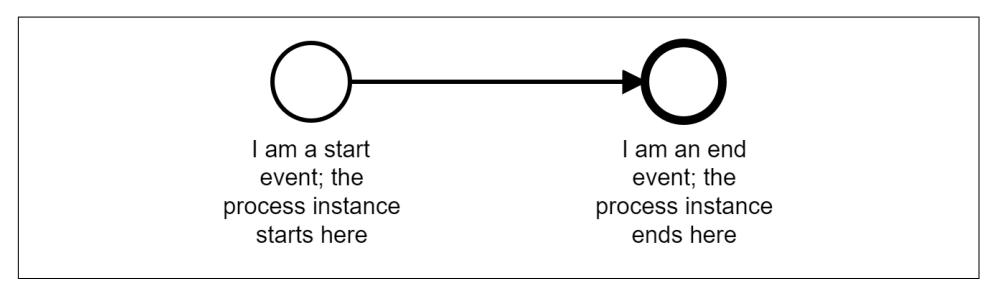 I am a start
event; the
process instance
starts here
I am an end
event; the
process instance
ends here